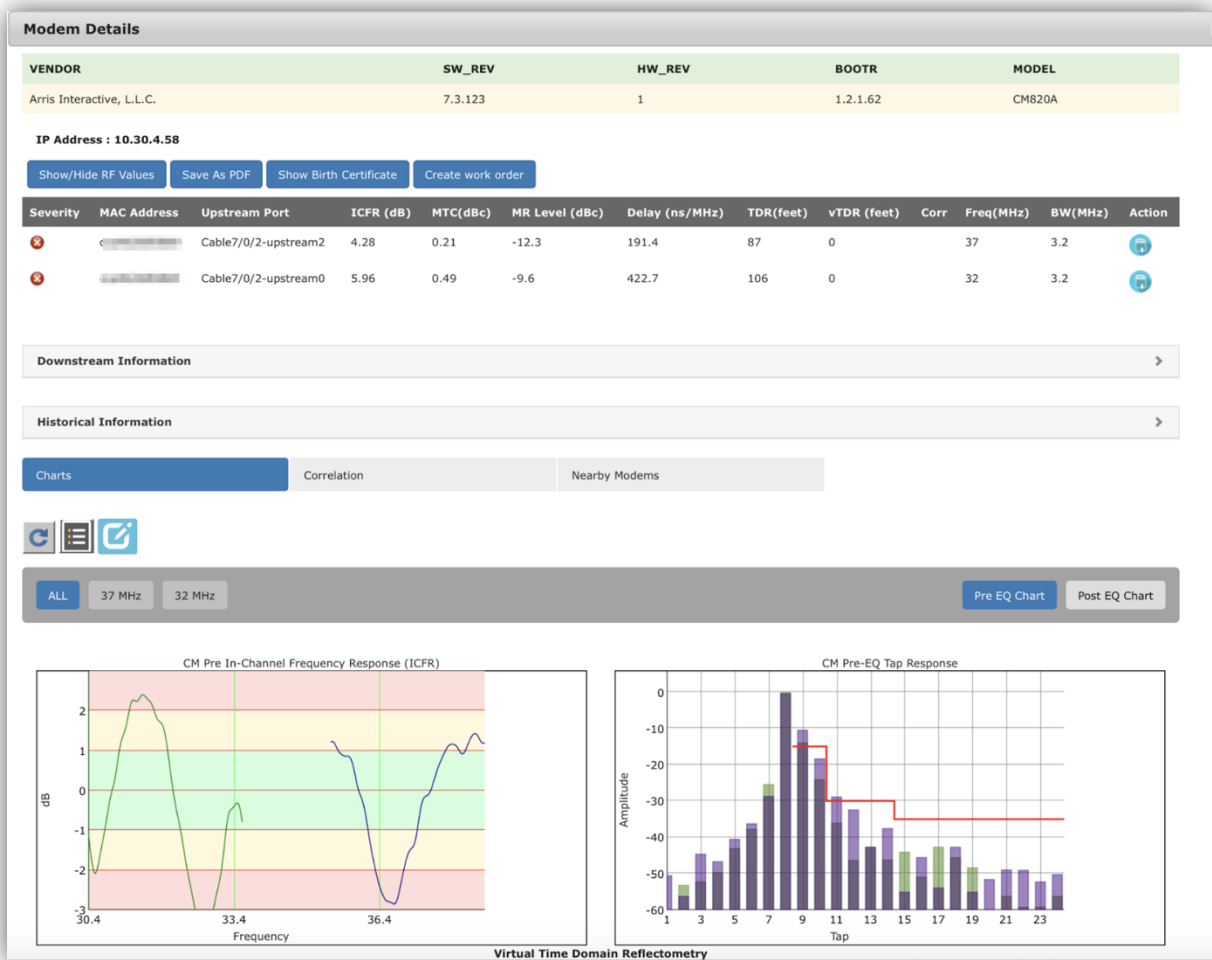 Modem Details
VENDOR SW_REV HW_REV BOOTR MODEL
Arris Interactive, L.L.C. 7.3.123 1 1.2.1.62 CM820A
IP Address : 10.30.4.58
Show/Hide RF Values Save As PDF Show Birth Certificate Create work order
Severity MAC Address Upstream Port ICFR (dB) MTC(dBc) MR Level (dBc) Delay (ns/MHz) TDR(feet) vTDR (feet) Corr Freq(MHz) BW(MHz) Action
Cable7/0/2-upstream2 4.28 0.21 -12.3 191.4 87 0 37 3.2
Cable7/0/2-upstream0 5.96 0.49 -9.6 422.7 106 0 32 3.2
Downstream Information
Historical Information
Charts Correlation Nearby Modems
ALL 37 MHz 32 MHz Pre EQ Chart Post EQ Chart
CM Pre In-Channel Frequency Response (ICFR)
2
1
0
-1
-2
-3
dB
30.4 33.4 36.4
Frequency
CM Pre-EQ Tap Response
0
-10
-20
-30
-40
-50
-60
Amplitude
1 3 5 7 9 11 13 15 17 19 21 23
Tap
Virtual Time Domain Reflectometry